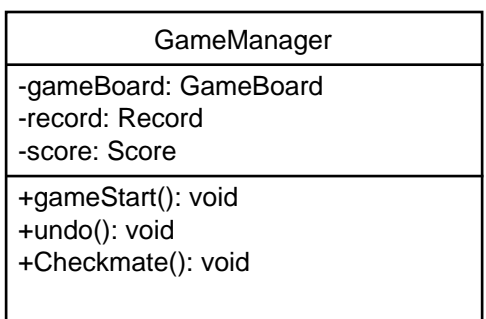 GameManager
-gameBoard: GameBoard
-record: Record
-score: Score
+gameStart(): void
+undo(): void
+Checkmate(): void